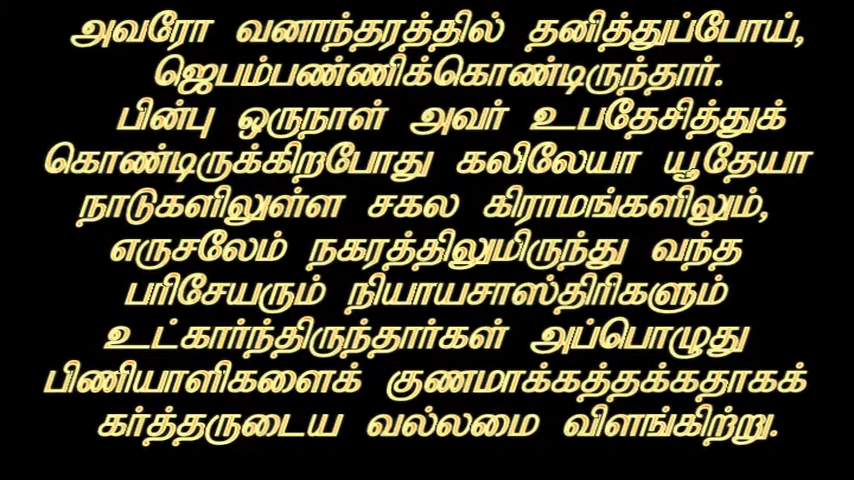 அவரோ வனாந்தரத்தில் தனித்துப்போய்,
ஜெபம்பண்ணிக்கொண்டிருந்தார்.
பின்பு ஒருநாள் அவர் உபதேசித்துக்
கொண்டிருக்கிறபோது கலிலேயா யூதேயா
நாடுகளிலுள்ள சகல கிராமங்களிலும்,
எருசலேம் நகரத்திலுமிருந்து வந்த
பரிசேயரும் நியாயசாஸ்திரிகளும்
உட்கார்ந்திருந்தார்கள் அப்பொழுது
பிணியாளிகளைக் குணமாக்கத்தக்கதாகக்
கர்த்தருடைய வல்லமை விளங்கிற்று.